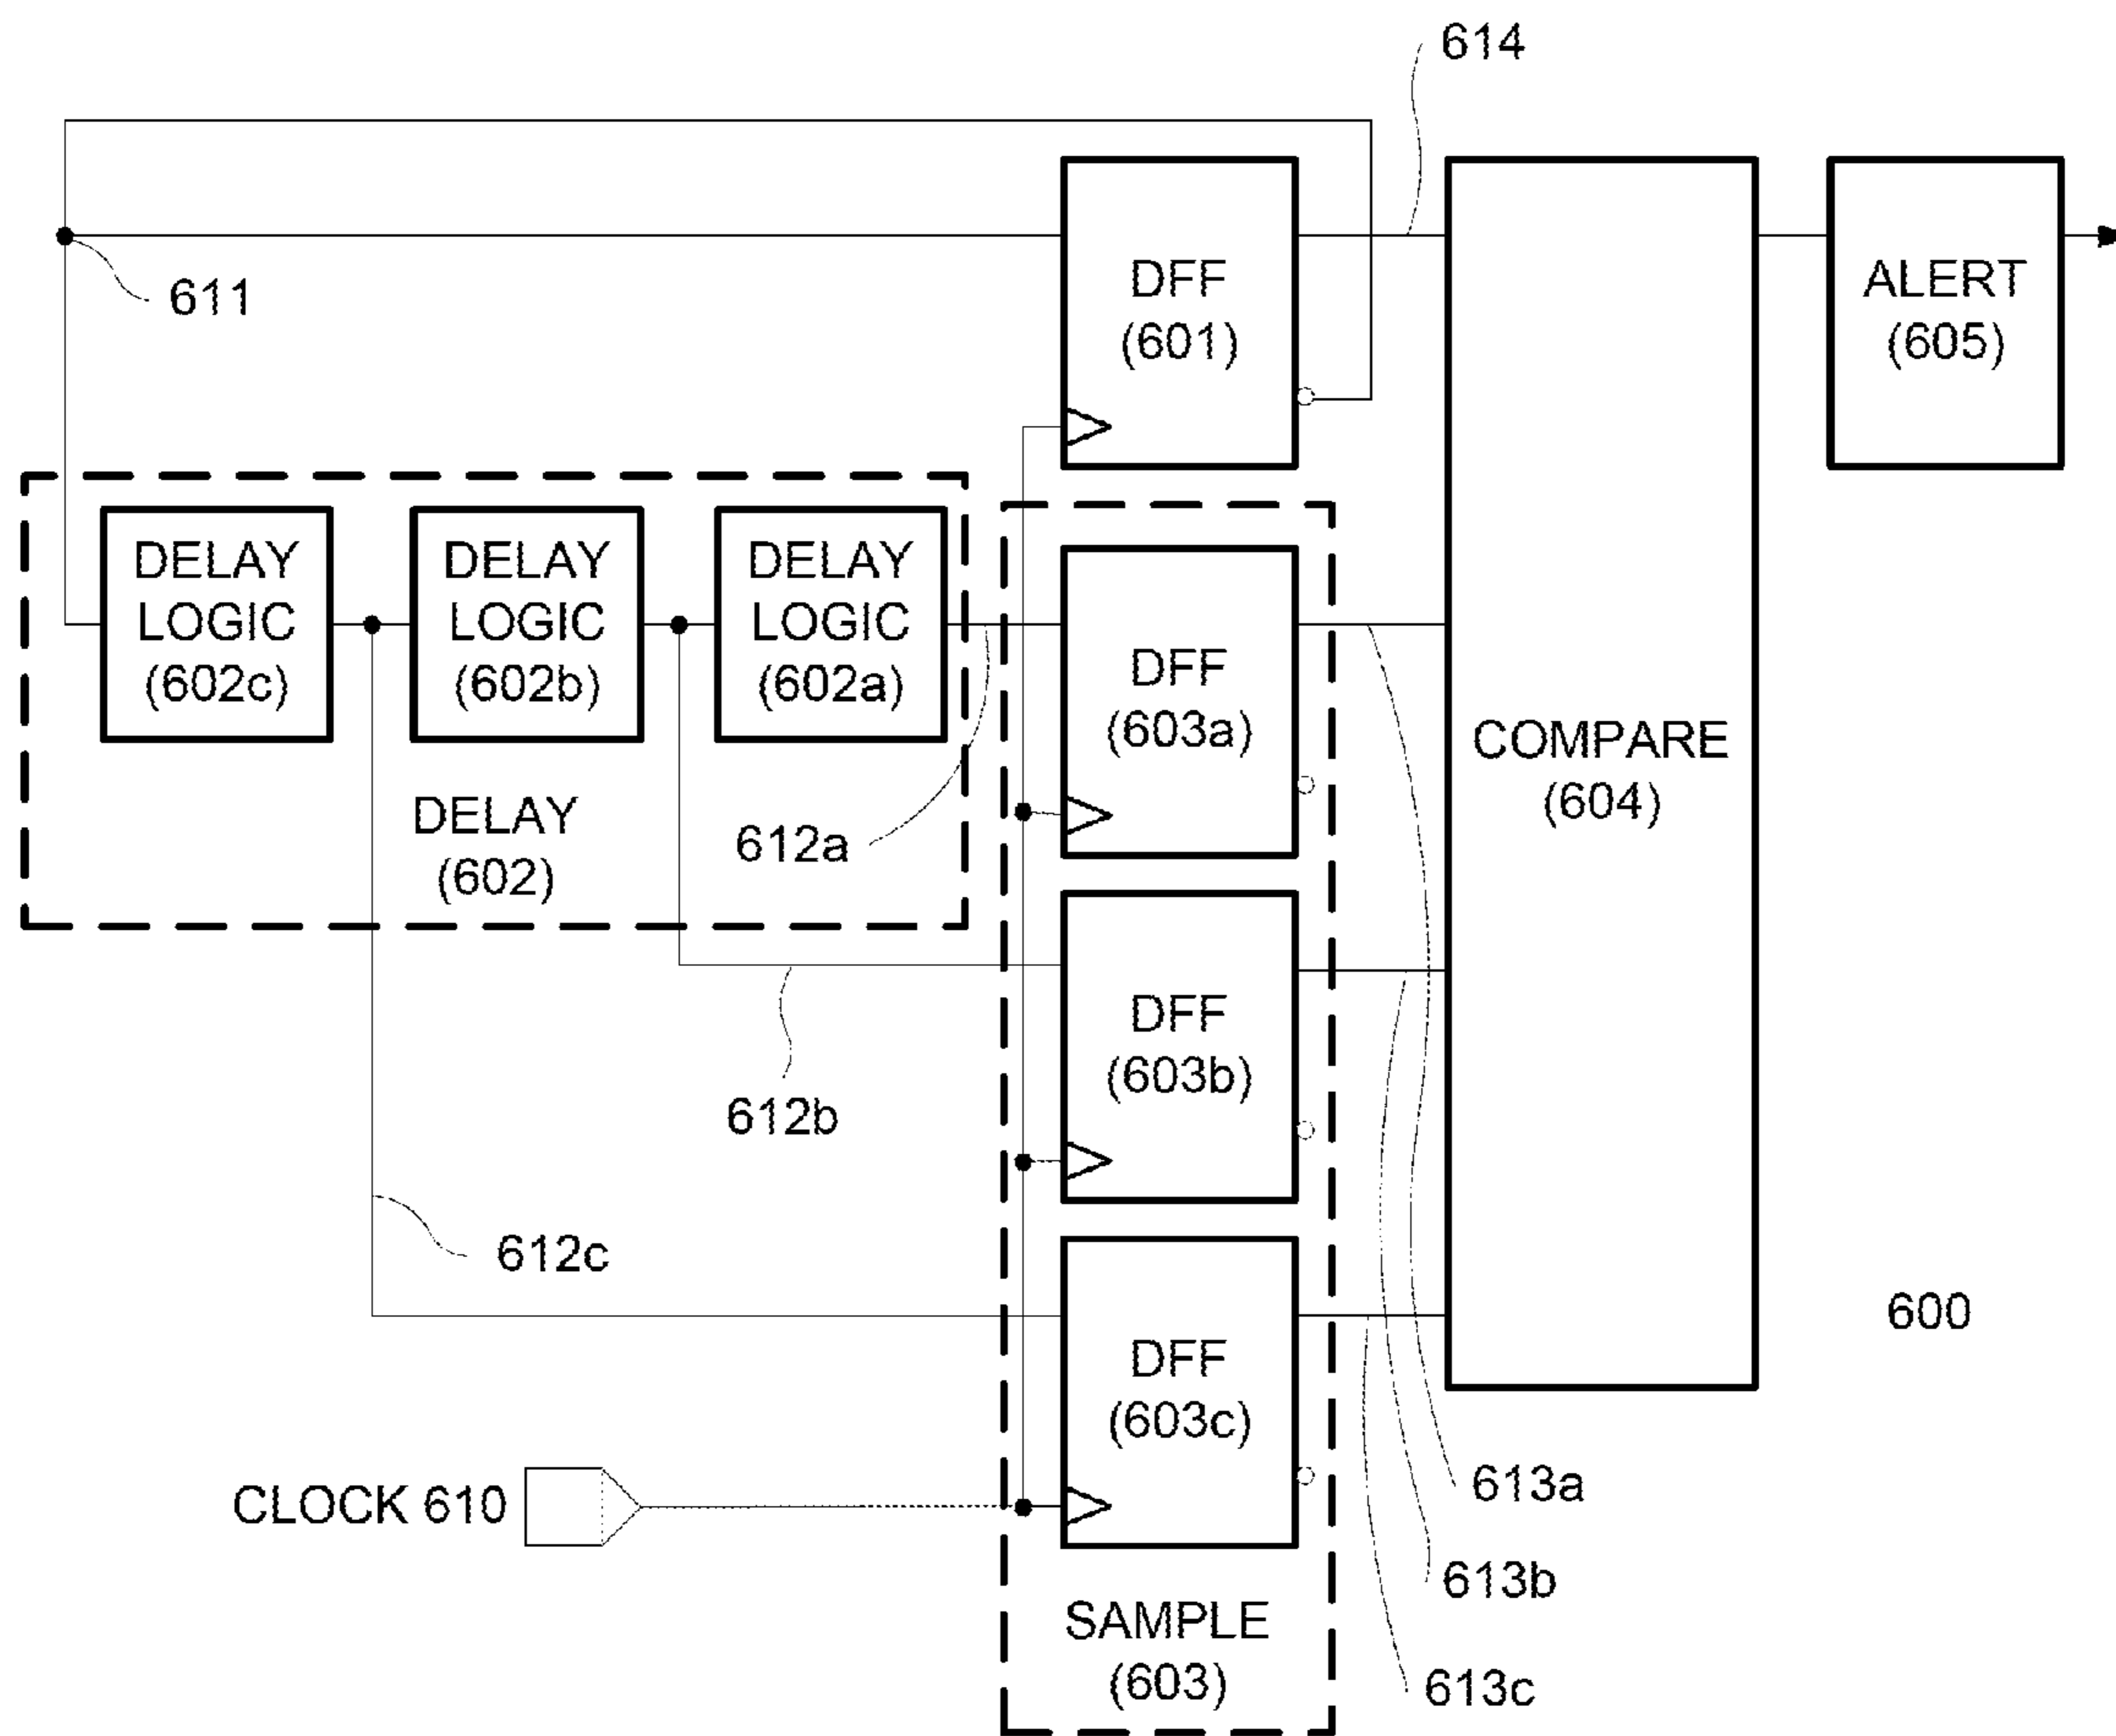 614
611
DFF
(601)
ALERT
(605)
DELAY
LOGIC
(602c)
DELAY
LOGIC
(602b)
DELAY
LOGIC
(602a)
DELAY
(602)
612a
DFF
(603a)
COMPARE
(604)
612b
DFF
(603b)
612c
DFF
(603c)
600
CLOCK 610
613a
613b
613c
SAMPLE
(603)